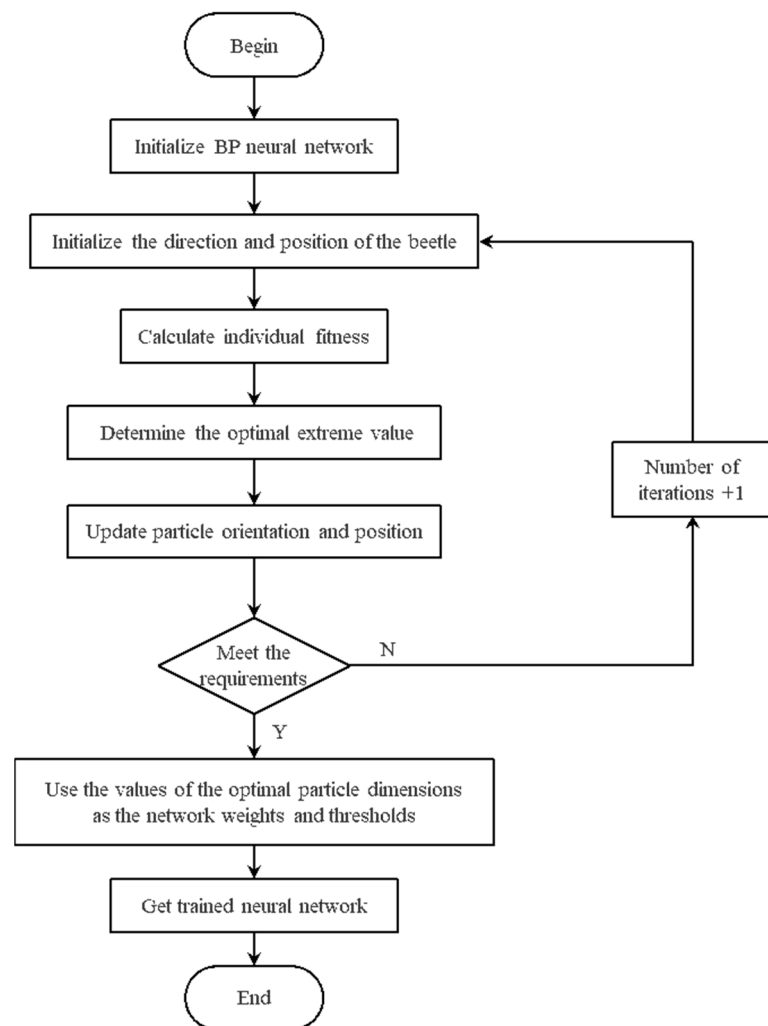 Begin
Initialize BP neural network
Initialize the direction and position of the beetle
Calculate individual fitness
Determine the optimal extreme value
Number of
iterations +1
Update particle orientation and position
Meet the
requirements
N
Y
Use the values of the optimal particle dimensions
as the network weights and thresholds
Get trained neural network
End